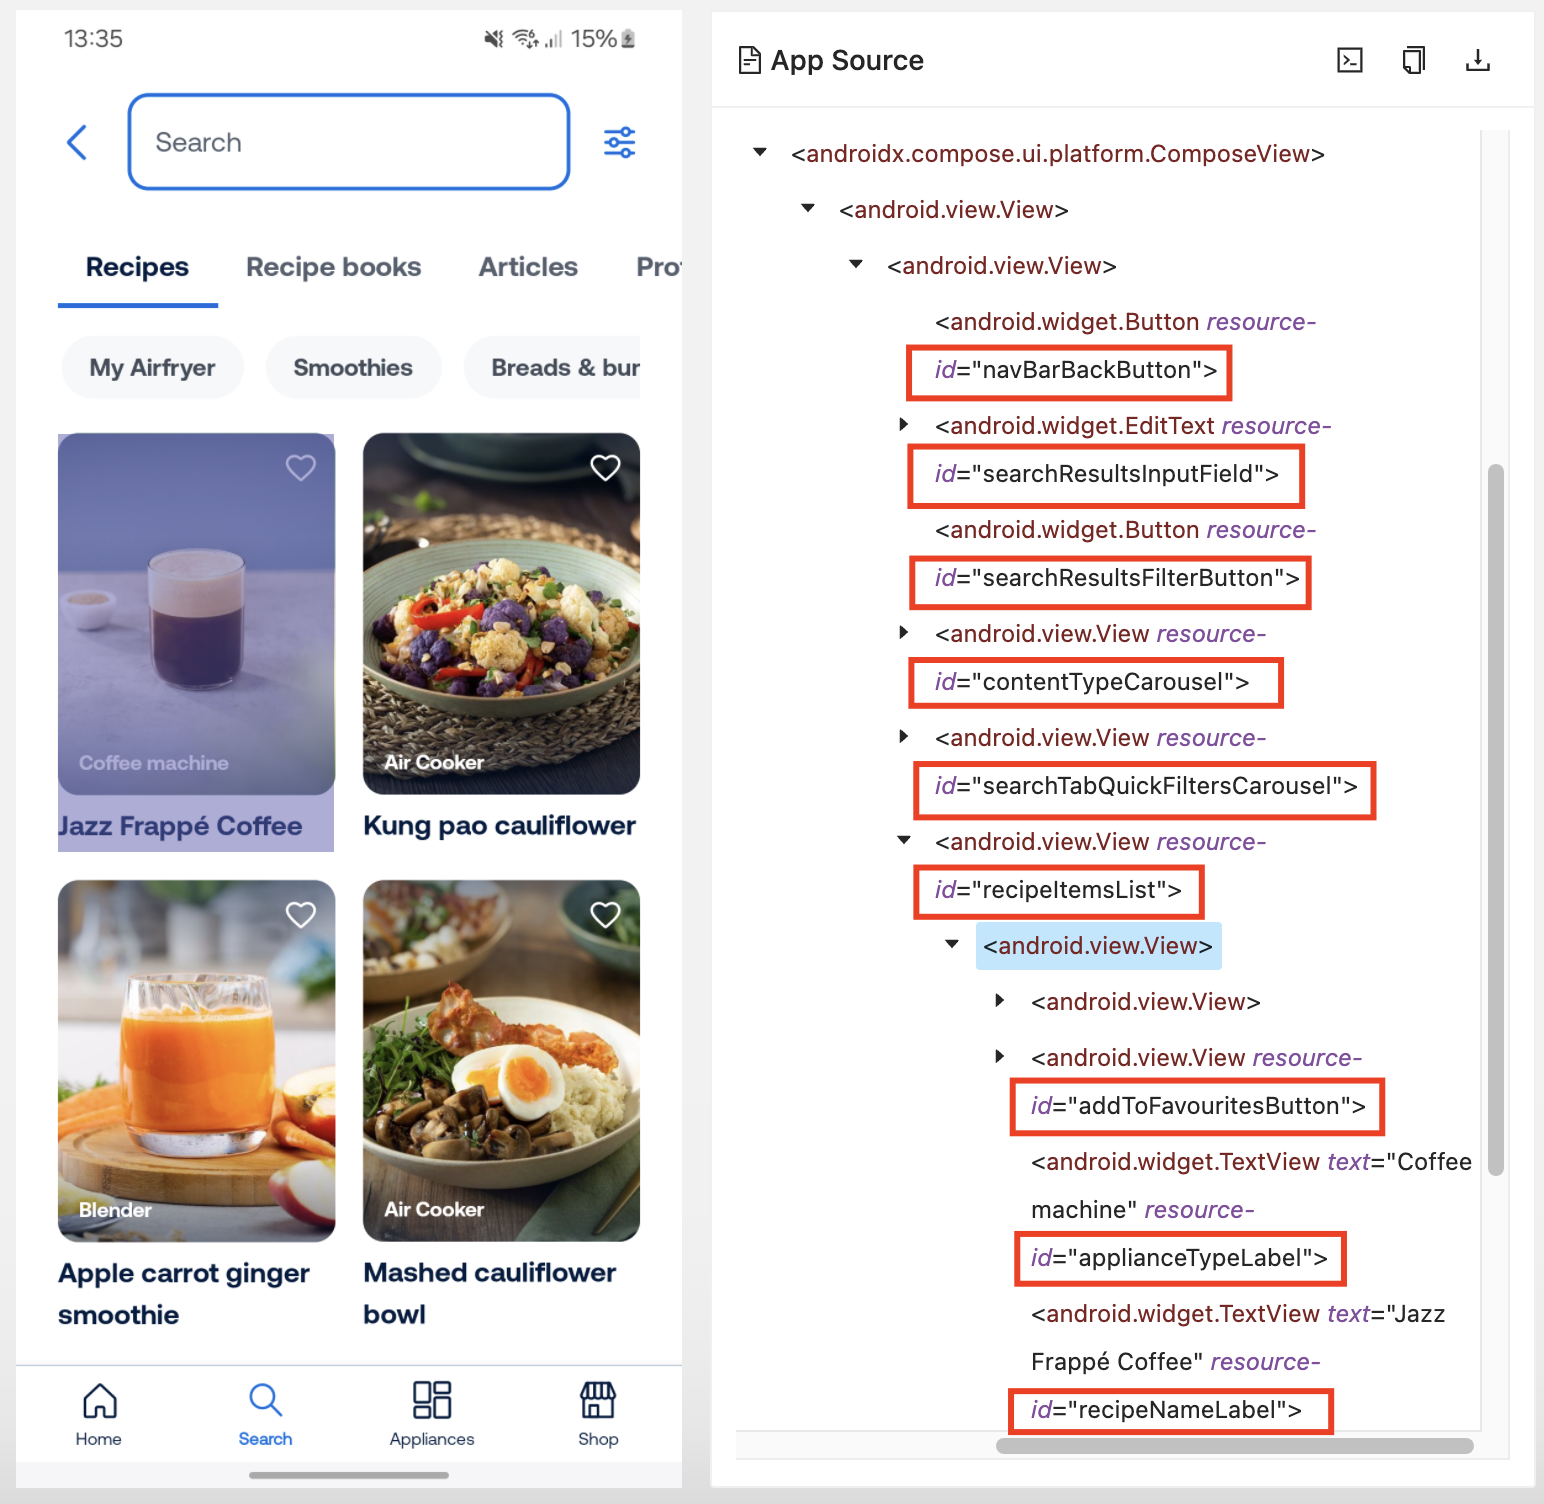 13:35
15%
Search
Recipes
Recipe books
Articles
Pro
My Airfryer
Smoothies
Breads & bur
Coffee machine
Jazz Frappé Coffee
Air Cooker
Kung pao cauliflower
Blender
Apple carrot ginger
smoothie
Air Cooker
Mashed cauliflower
bowl
Home
Search
Appliances
Shop
App Source
<androidx.compose.ui.platform.ComposeView>
<android.view.View>
<android.view.View>
<android.widget.Button resource-
id="navBarBackButton">
<android.widget.EditText resource-
id="searchResultsInputField">
<android.widget.Button resource-
id="searchResultsFilterButton">
<android.view.View resource-
id="contentTypeCarousel">
<android.view.View resource-
id="searchTabQuickFiltersCarousel">
<android.view.View resource-
id="recipeItemsList">
<android.view.View>
<android.view.View>
<android.view.View resource-
id="addToFavouritesButton">
<android.widget.TextView text="Coffee
machine" resource-
id="applianceTypeLabel">
<android.widget.TextView text="Jazz
Frappé Coffee" resource-
id="recipeNameLabel">